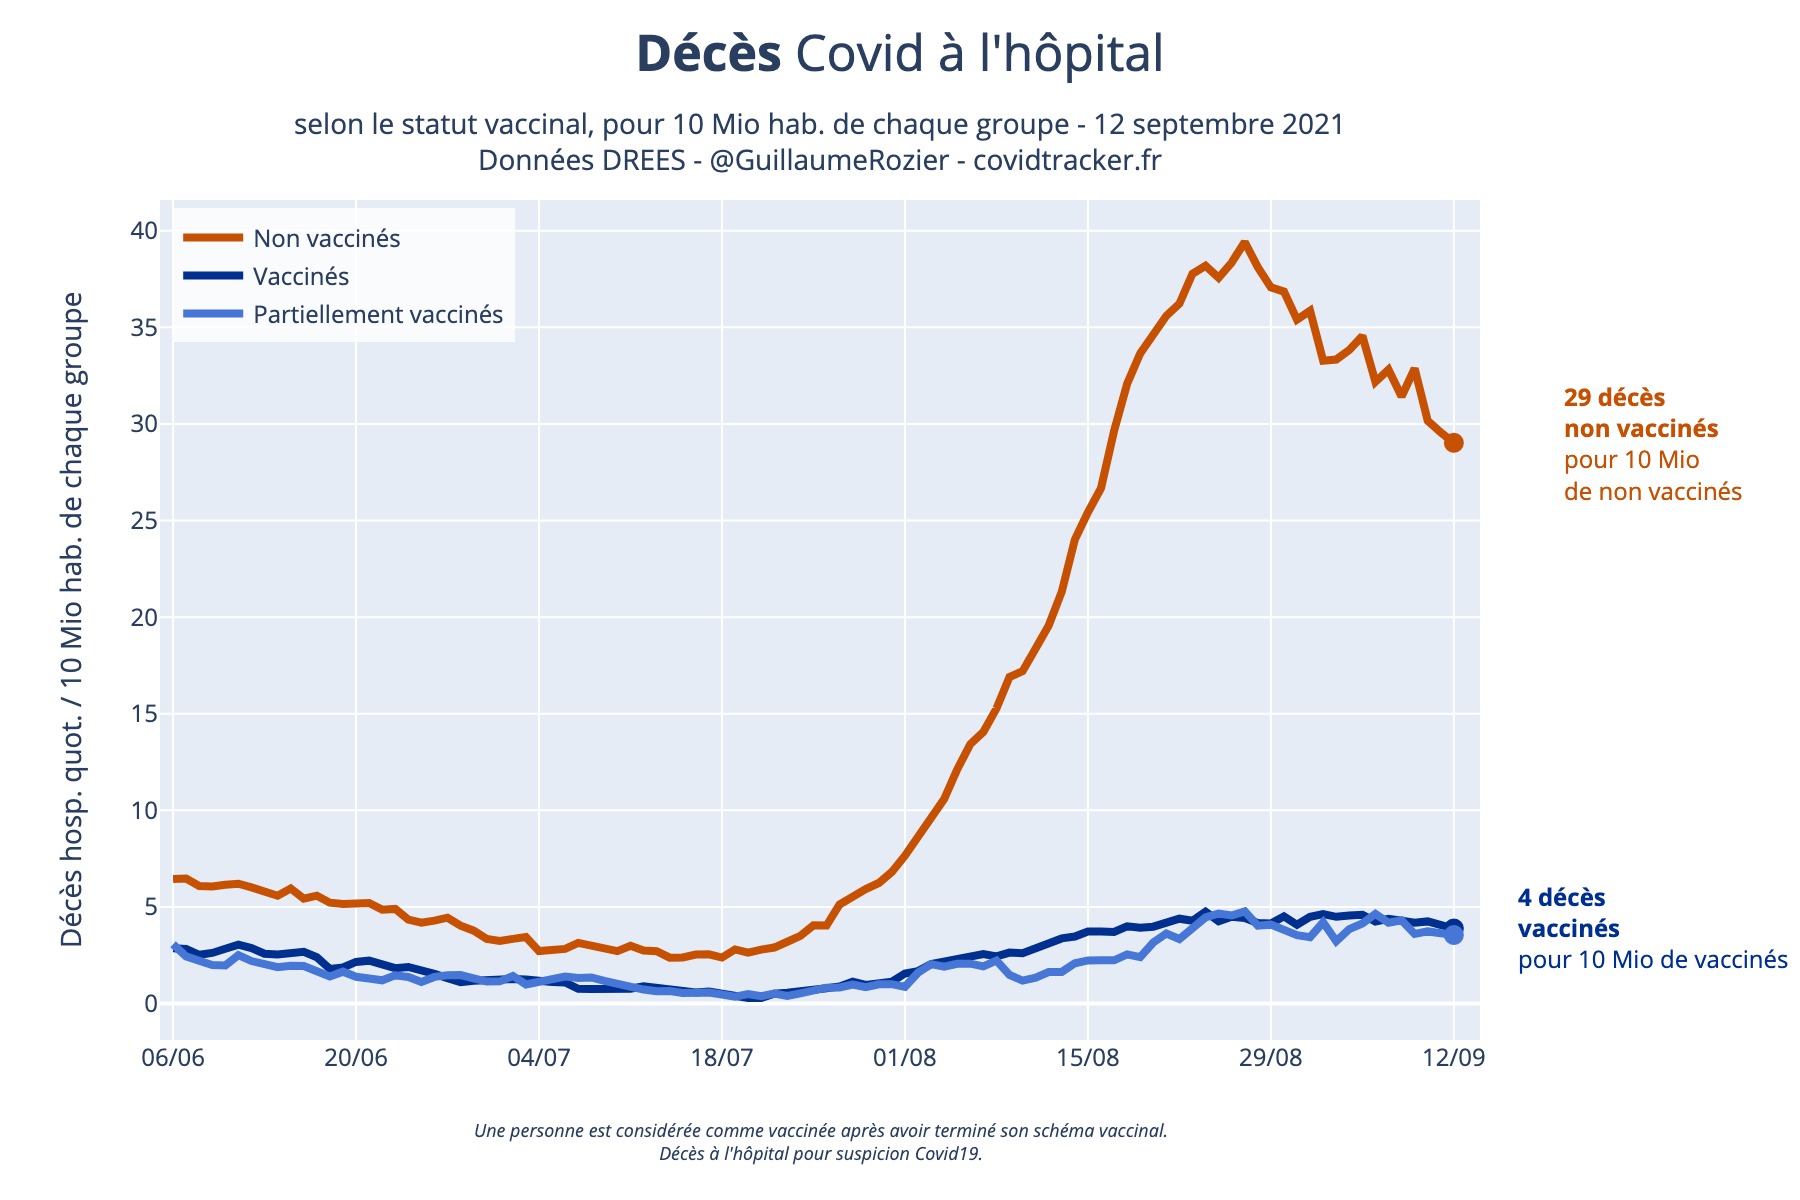 Décès Covid à l'hôpital
selon le statut vaccinal, pour 10 Mio hab. de chaque groupe - 12 septembre 2021
Données DREES - @GuillaumeRozier - covidtracker.fr
Décès hosp. quot. / 10 Mio hab. de chaque groupe
40
35
30
25
20
15
10
5
0
Non vaccinés
Vaccinés
Partiellement vaccinés
29 décès
non vaccinés
pour 10 Mio
de non vaccinés
4 décès
vaccinés
pour 10 Mio de vaccinés
06/06
20/06
04/07
18/07
01/08
15/08
29/08
12/09
Une personne est considérée comme vaccinée après avoir terminé son schéma vaccinal.
Décès à l'hôpital pour suspicion Covid19.